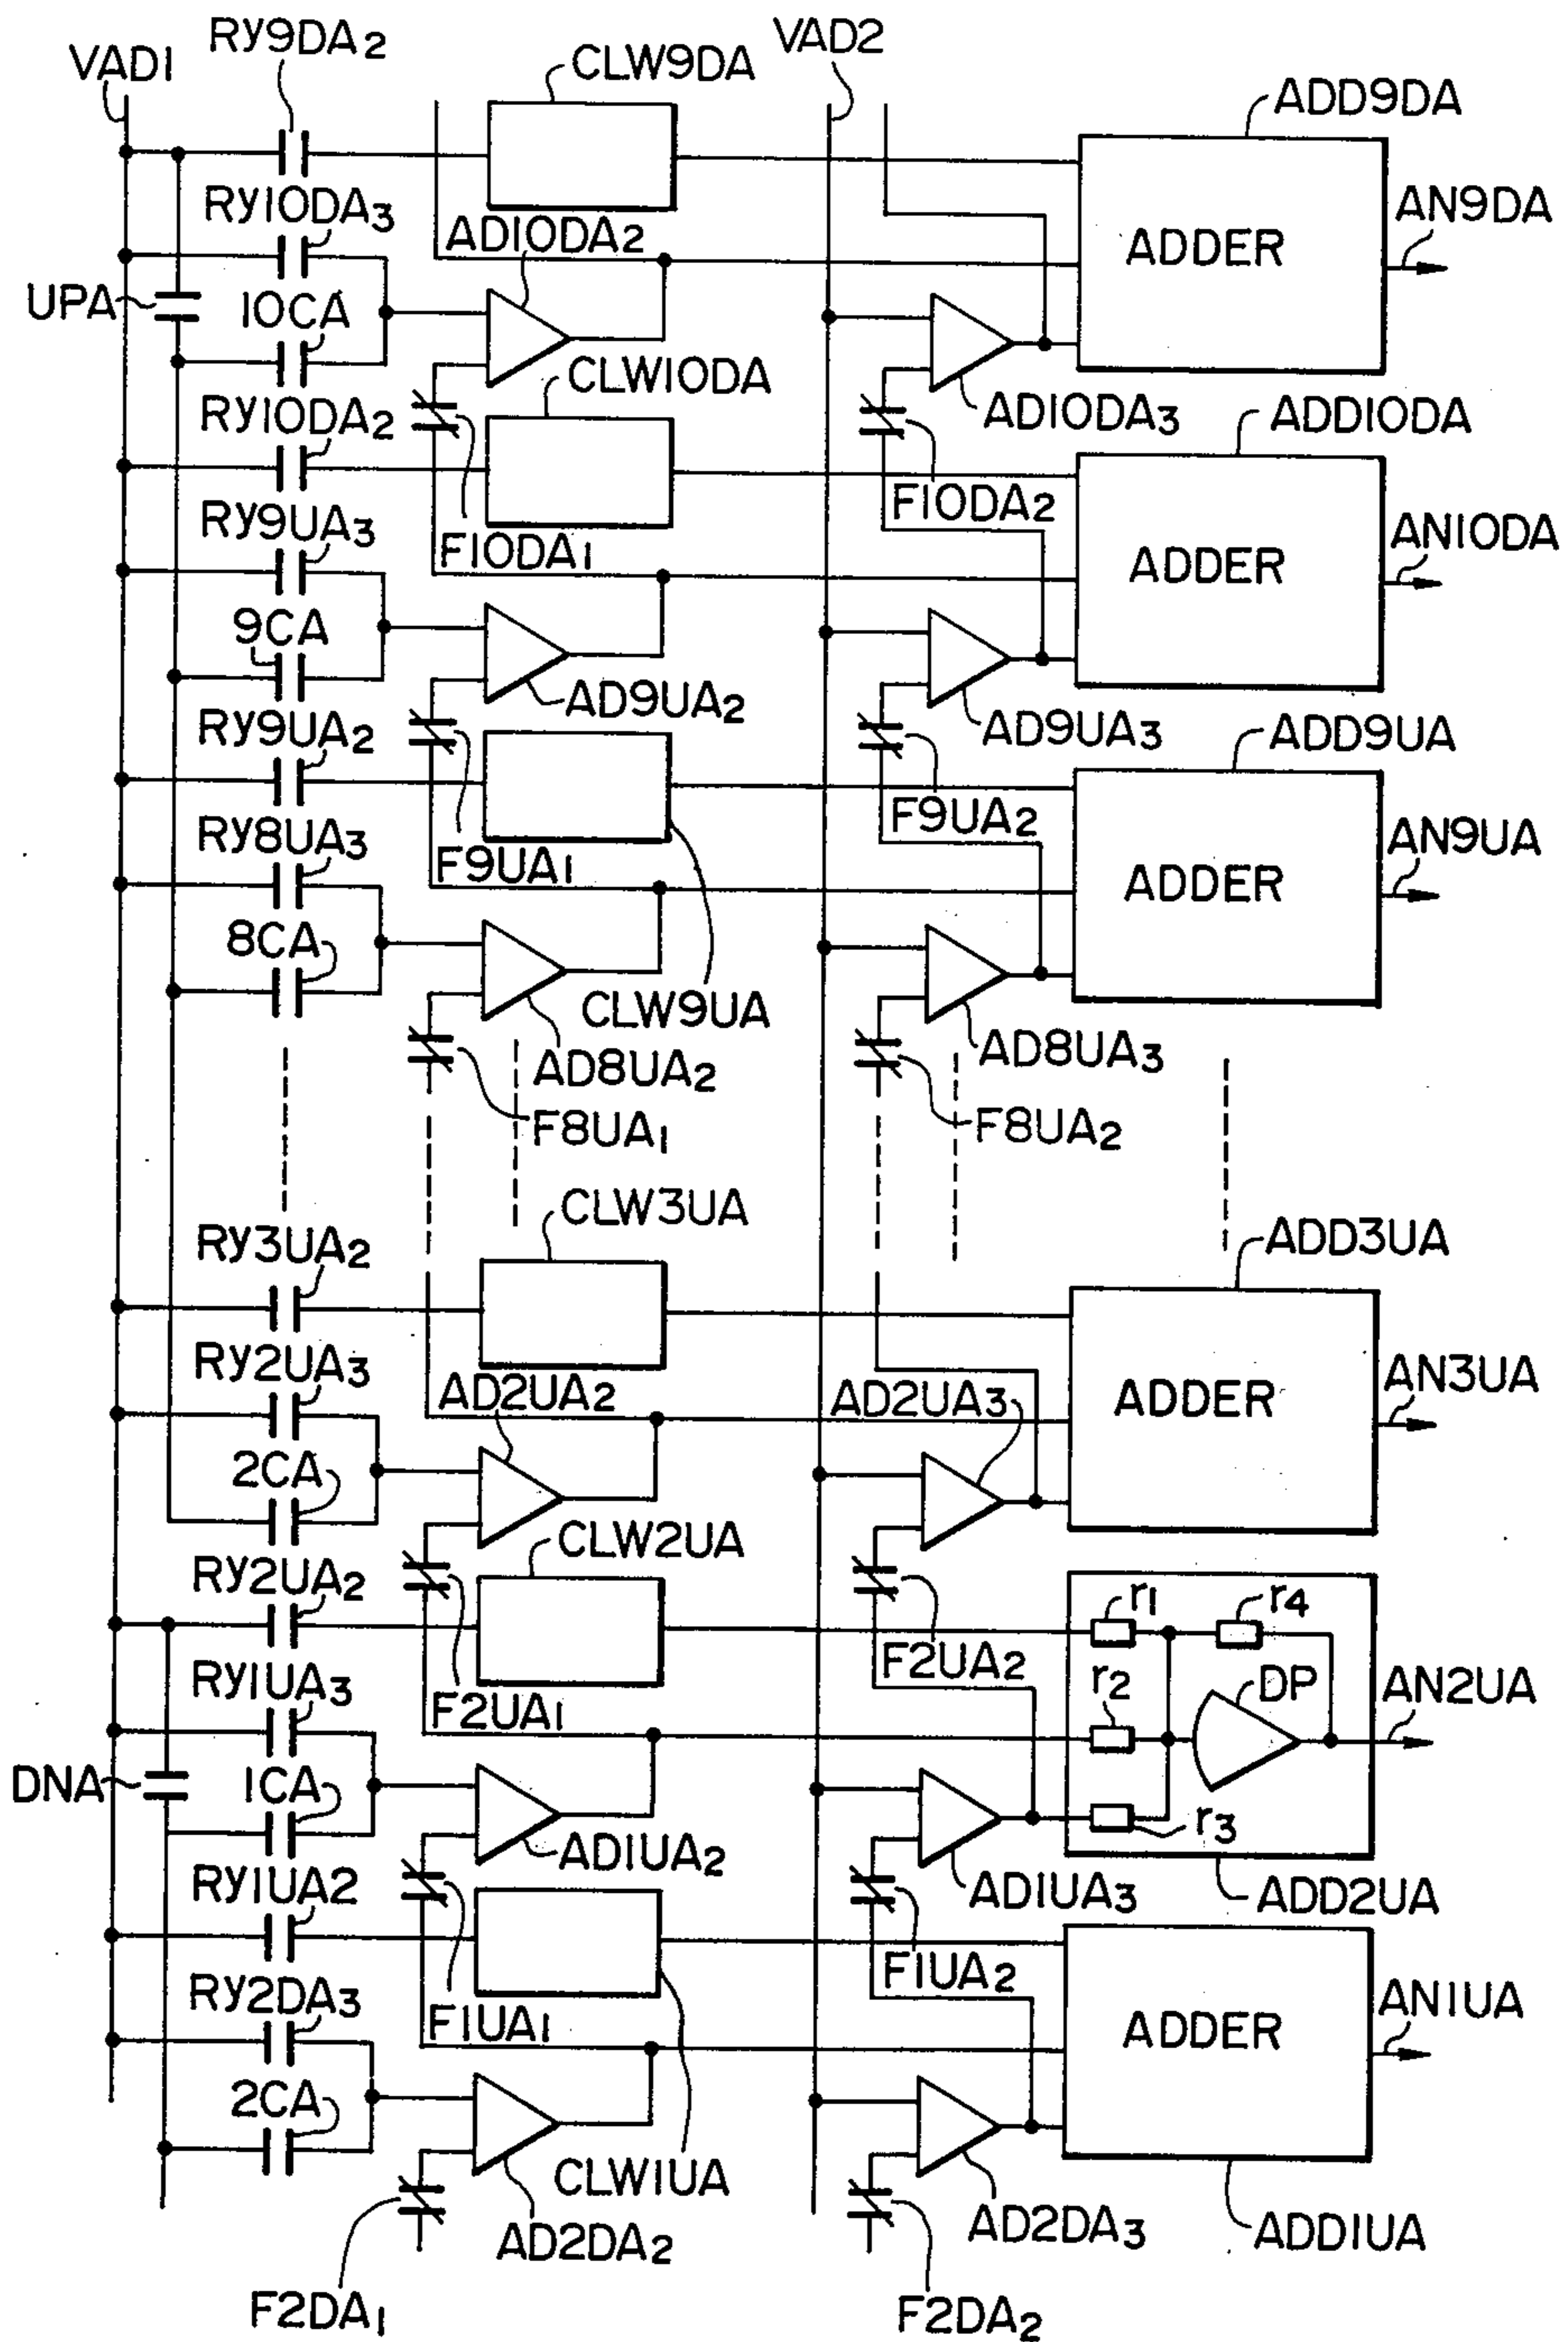 RY9DA2
VAD1
CLW9DA
VAD2
ADD9DA
RY10DA3
AN9DA
AD10DA2
ADDER
UPA
10CA
CLW10DA
RY10DA2
AD10DA3
ADD10DA
F10DA2
RY9UA3
AN10DA
F10DA1
ADDER
9CA
AD9UA2
RY9UA2
AD9UA3
ADD9UA
F9UA2
RY8UA3
AN9UA
F9UA1
ADDER
8CA
CLW9UA
AD8UA3
AD8UA2
F8UA1
F8UA2
CLW3UA
RY3UA2
ADD3UA
RY2UA3
AN3UA
AD2UA2
AD2UA3
ADDER
2CA
CLW2UA
RY2UA2
r1
r4
F2UA2
RY1UA3
r2
DP
AN2UA
F2UA1
DNA
1CA
r3
AD1UA2
RY1UA2
AD1UA3
ADD2UA
F1UA2
RY2DA3
AN1UA
F1UA1
ADDER
2CA
CLW1UA
AD2DA3
AD2DA2
ADD1UA
F2DA1
F2DA2